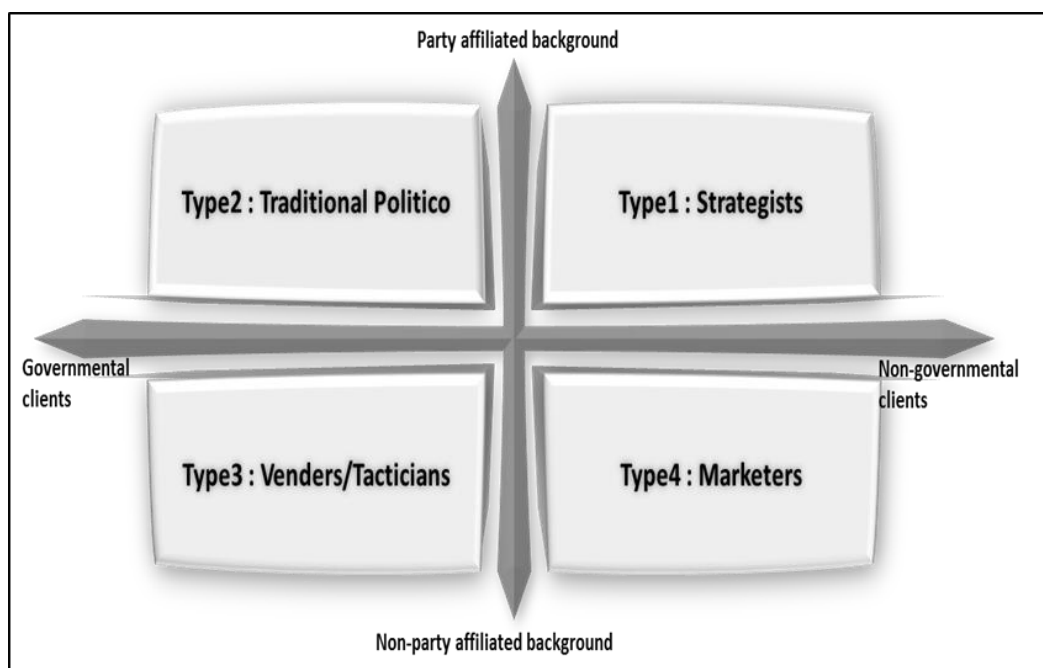 Party affiliated background
Type2 : Traditional Politico
Type1 : Strategists
Governmental
clients
Non-governmental
clients
Type3 : Venders/Tacticians
Type4 : Marketers
Non-party affiliated background